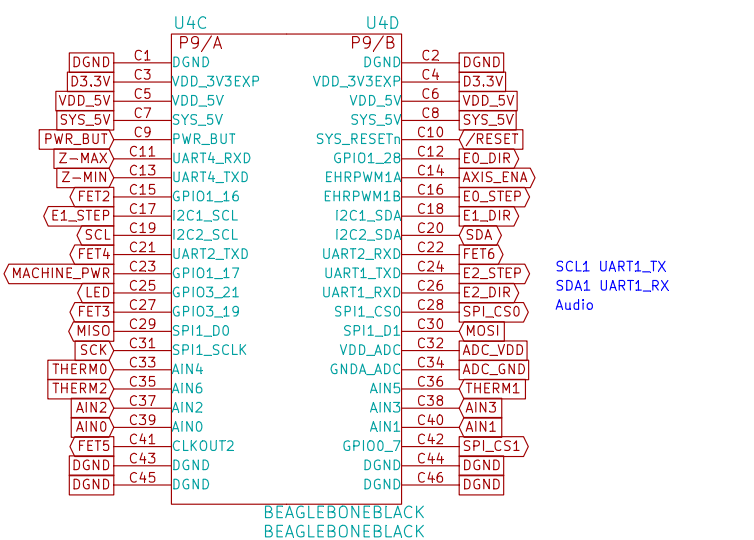 U4C U4D
P9/A P9/B
DGND C1 DGND DGND C2 DGND
D3.3V C3 VDD_3V3EXP VDD_3V3EXP C4 D3.3V
VDD_5V C5 VDD_5V VDD_5V C6 VDD_5V
SYS_5V C7 SYS_5V SYS_5V C8 SYS_5V
PWR_BUT C9 PWR_BUT SYS_RESETn C10 /RESET
Z-MAX C11 UART4_RXD GPIO1_28 C12 E0_DIR
Z-MIN C13 UART4_TXD EHRPWM1A C14 AXIS_ENA
FET2 C15 GPIO1_16 EHRPWM1B C16 E0_STEP
E1_STEP C17 I2C1_SCL I2C1_SDA C18 E1_DIR
SCL C19 I2C2_SCL I2C2_SDA C20 SDA
FET4 C21 UART2_TXD UART2_RXD C22 FET6
MACHINE_PWR C23 GPIO1_17 UART1_TXD C24 E2_STEP SCL1 UART1_TX
LED C25 GPIO3_21 UART1_RXD C26 E2_DIR SDA1 UART1_RX
FET3 C27 GPIO3_19 SPI1_CS0 C28 SPI_CS0 Audio
MISO C29 SPI1_D0 SPI1_D1 C30 MOSI
SCK C31 SPI1_SCLK VDD_ADC C32 ADC_VDD
THERM0 C33 AIN4 GNDA_ADC C34 ADC_GND
THERM2 C35 AIN6 AIN5 C36 THERM1
AIN2 C37 AIN2 AIN3 C38 AIN3
AIN0 C39 AIN0 AIN1 C40 AIN1
FET5 C41 CLKOUT2 GPIO0_7 C42 SPI_CS1
DGND C43 DGND DGND C44 DGND
DGND C45 DGND DGND C46 DGND
BEAGLEBONEBLACK
BEAGLEBONEBLACK